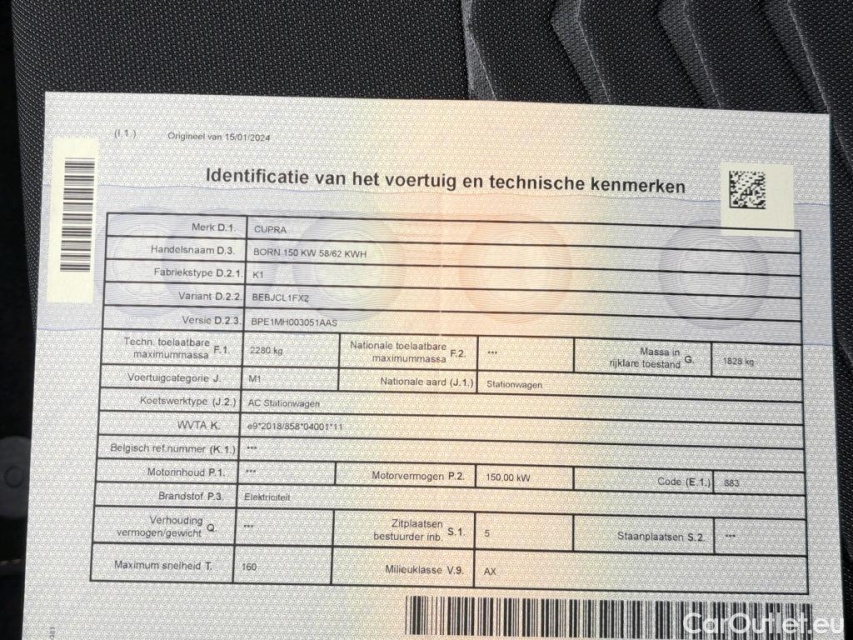 (I.1.) Origineel van 15/01/2024
Identificatie van het voertuig en technische kenmerken
Merk D.1. CUPRA
Handelsnaam D.3. BORN 150 KW 58/62 KWH
Fabriekstype D.2.1. K1
Variant D.2.2. BEBJCL1FX2
Versie D.2.3. BPE1MH003051AAS
Techn. toelaatbare maximummassa F.1. 2280 kg Nationale toelaatbare maximummassa F.2. *** Massa in rijklare toestand G. 1828 kg
Voertuigcategorie J. M1 Nationale aard (J.1.) Stationwagen
Koetswerktype (J.2.) AC Stationwagen
WVTA K. e9*2018/858*04001*11
Belgisch ref.nummer (K.1.) ***
Motorinhoud P.1. *** Motorvermogen P.2. 150.00 kW Code (E.1.) 883
Brandstof P.3. Elektriciteit
Verhouding vermogen/gewicht Q. *** Zitplaatsen bestuurder inb. S.1. 5 Staanplaatsen S.2. ***
Maximum snelheid T. 160 Milieuklasse V.9. AX
CarOutlet.eu